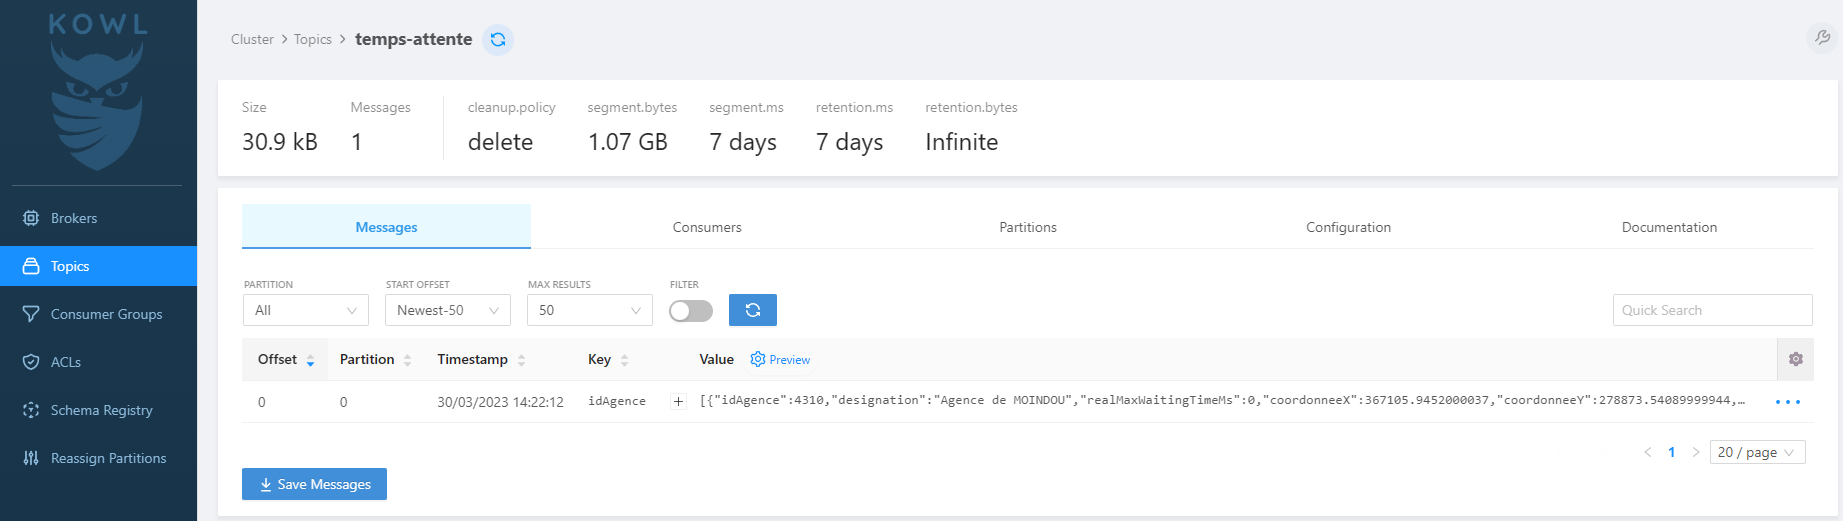 KOWL
Cluster > Topics > temps-attente
Size Messages cleanup.policy segment.bytes segment.ms retention.ms retention.bytes
30.9 kB 1 delete 1.07 GB 7 days 7 days Infinite
Brokers
Topics
Consumer Groups
ACLs
Schema Registry
Reassign Partitions
Messages Consumers Partitions Configuration Documentation
PARTITION START OFFSET MAX RESULTS FILTER
All Newest-50 50 Quick Search
Offset Partition Timestamp Key Value Preview
0 0 30/03/2023 14:22:12 idAgence + [{"idAgence":4310,"designation":"Agence de MOINDOU","realMaxWaitingTimeMs":0,"coordonneeX":367105.9452000037,"coordonneeY":278873.54089999944,… •••
< 1 > 20 / page
Save Messages